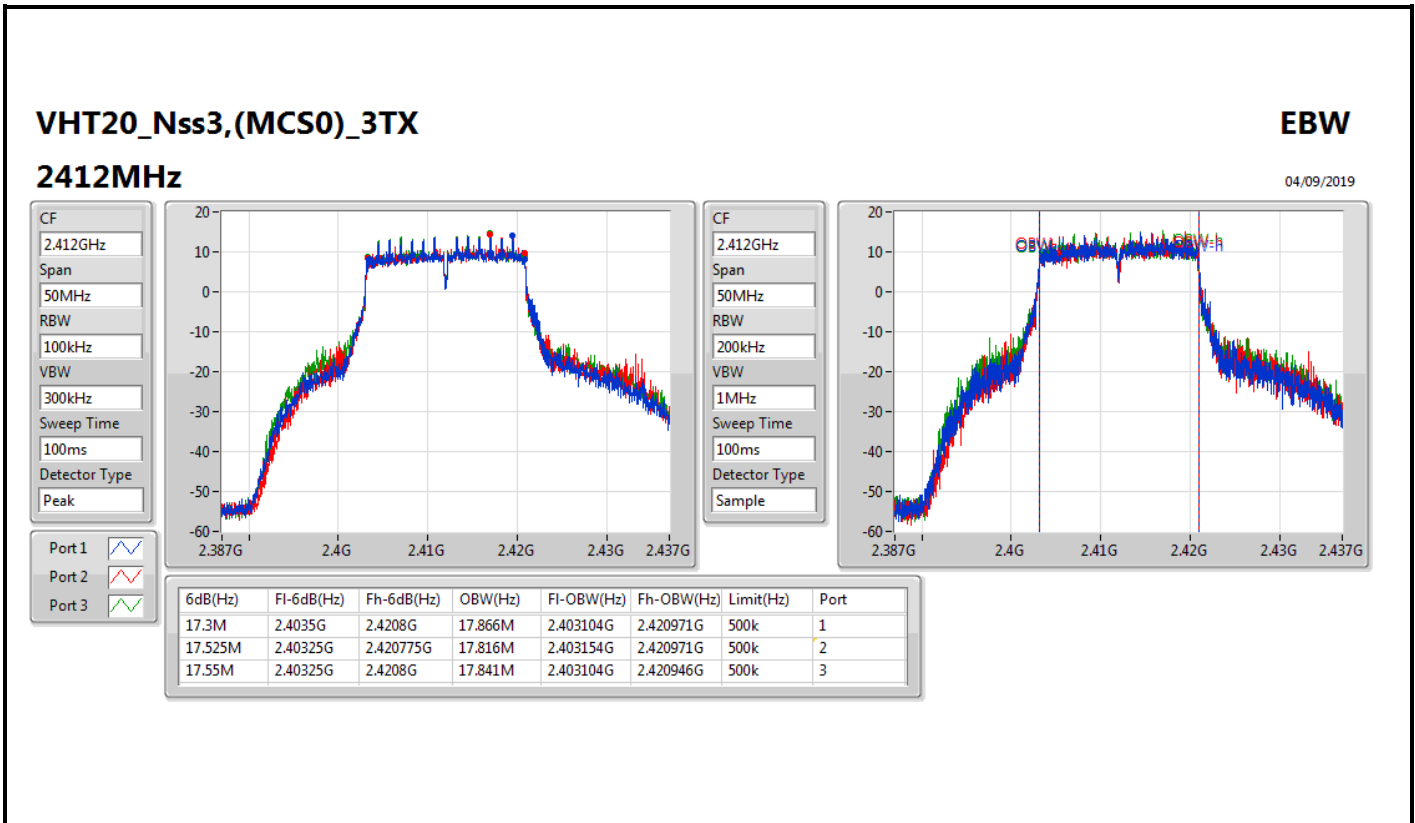 VHT20_Nss3,(MCS0)_3TX
EBW
2412MHz
04/09/2019
CF
2.412GHz
Span
50MHz
RBW
100kHz
VBW
300kHz
Sweep Time
100ms
Detector Type
Peak
20
10
0
-10
-20
-30
-40
-50
-60
2.387G 2.4G 2.41G 2.42G 2.43G 2.437G
CF
2.412GHz
Span
50MHz
RBW
200kHz
VBW
1MHz
Sweep Time
100ms
Detector Type
Sample
20
10
0
-10
-20
-30
-40
-50
-60
OBW-h
2.387G 2.4G 2.41G 2.42G 2.43G 2.437G
Port 1
Port 2
Port 3
6dB(Hz) Fl-6dB(Hz) Fh-6dB(Hz) OBW(Hz) Fl-OBW(Hz) Fh-OBW(Hz) Limit(Hz) Port
17.3M 2.4035G 2.4208G 17.866M 2.403104G 2.420971G 500k 1
17.525M 2.40325G 2.420775G 17.816M 2.403154G 2.420971G 500k 2
17.55M 2.40325G 2.4208G 17.841M 2.403104G 2.420946G 500k 3